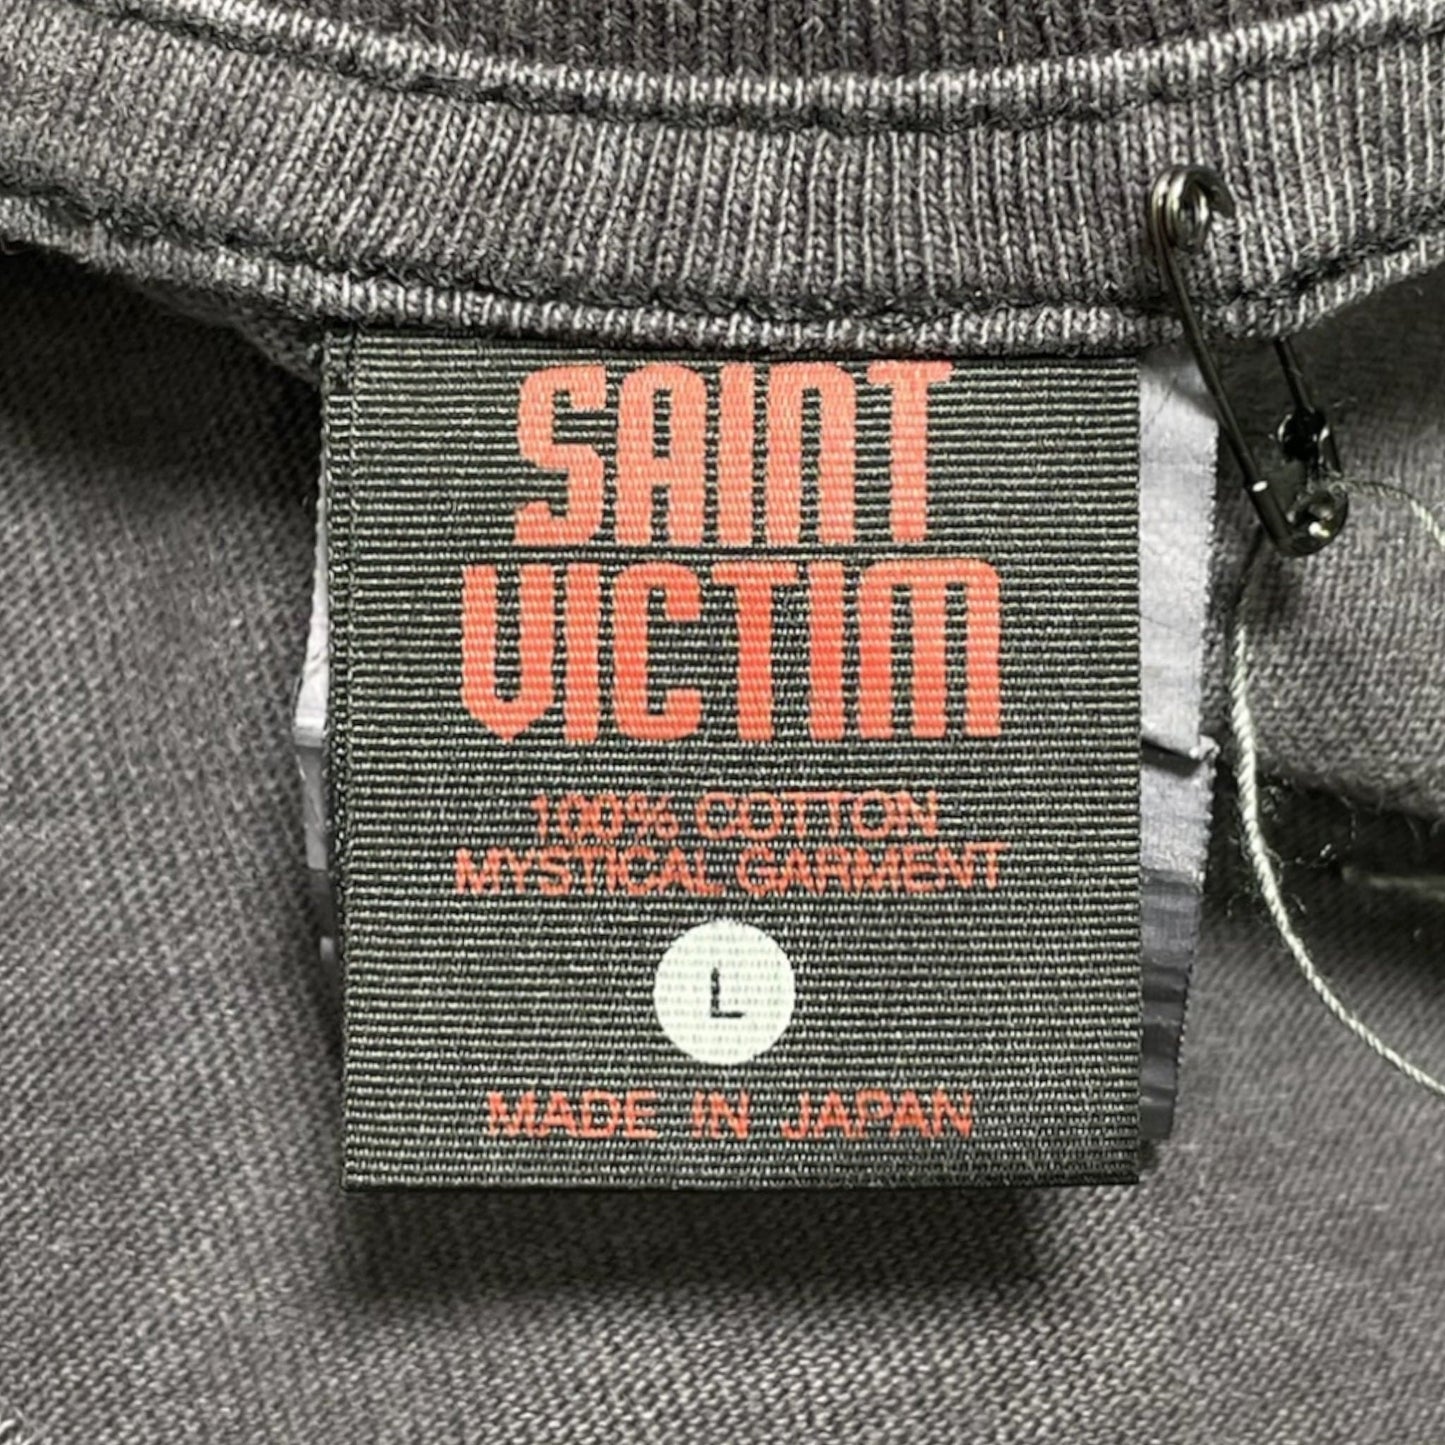 SAINT
VICTIM
100% COTTON
MYSTICAL GARMENT
L
MADE IN JAPAN